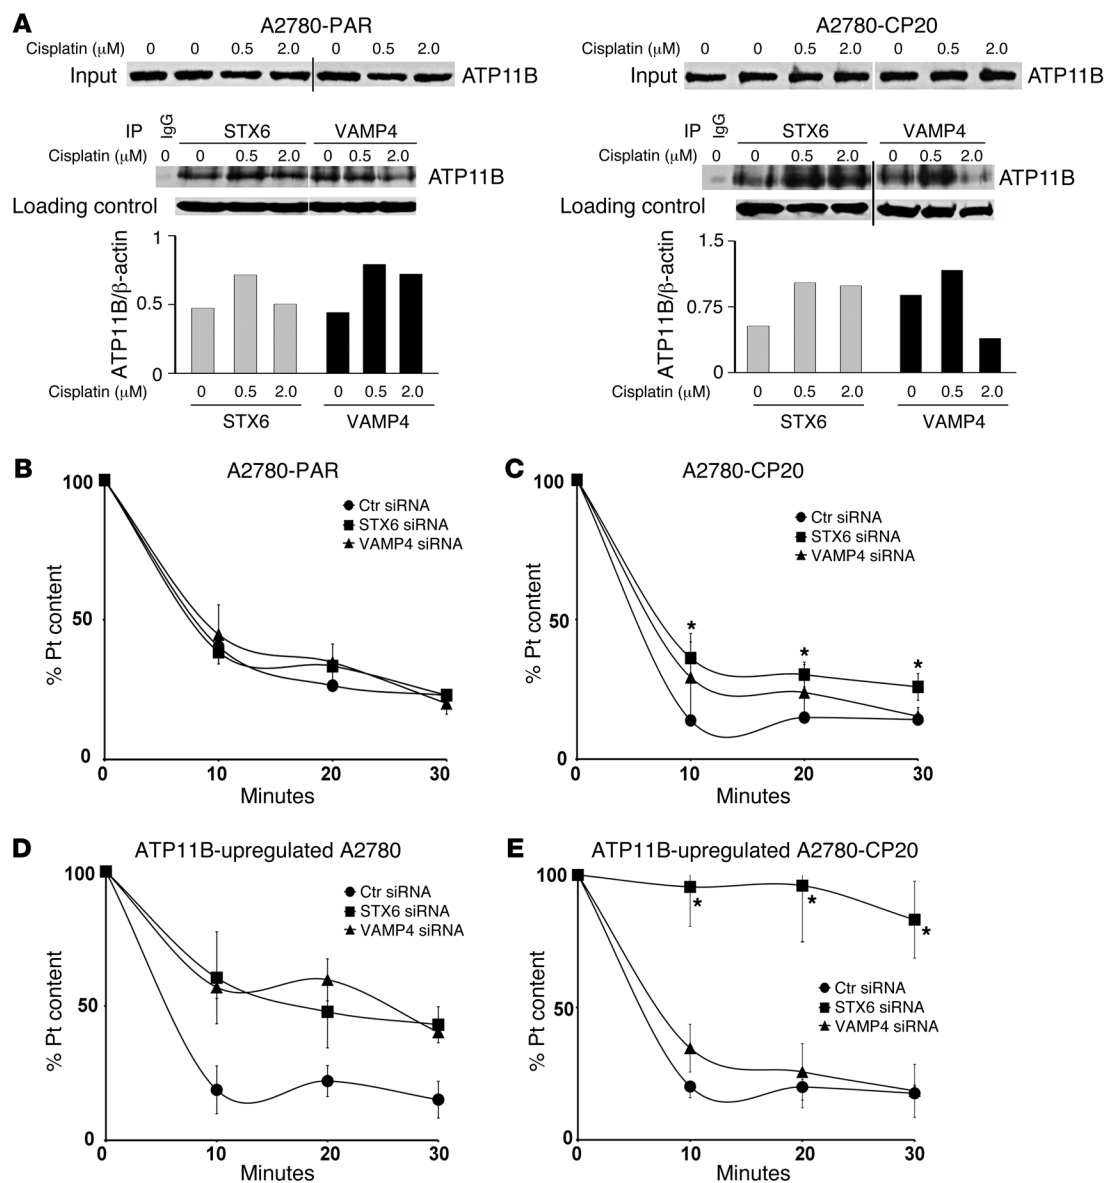 A
A2780-PAR
Cisplatin (μM) 0 0 0.5 2.0 0 0.5 2.0
Input ATP11B
IP IgG STX6 VAMP4
Cisplatin (μM) 0 0 0.5 2.0 0 0.5 2.0
ATP11B
Loading control
ATP11B/β-actin
1
0.5
0
Cisplatin (μM) 0 0.5 2.0 0 0.5 2.0
STX6 VAMP4
A2780-CP20
Cisplatin (μM) 0 0 0.5 2.0 0 0.5 2.0
Input ATP11B
IP IgG STX6 VAMP4
Cisplatin (μM) 0 0 0.5 2.0 0 0.5 2.0
ATP11B
Loading control
ATP11B/β-actin
1.5
0.75
0
Cisplatin (μM) 0 0.5 2.0 0 0.5 2.0
STX6 VAMP4
B
A2780-PAR
Ctr siRNA
STX6 siRNA
VAMP4 siRNA
% Pt content
100
50
0
0 10 20 30
Minutes
C
A2780-CP20
Ctr siRNA
STX6 siRNA
VAMP4 siRNA
% Pt content
100
50
0
* * *
0 10 20 30
Minutes
D
ATP11B-upregulated A2780
Ctr siRNA
STX6 siRNA
VAMP4 siRNA
% Pt content
100
50
0
0 10 20 30
Minutes
E
ATP11B-upregulated A2780-CP20
* * *
Ctr siRNA
STX6 siRNA
VAMP4 siRNA
% Pt content
100
50
0
0 10 20 30
Minutes